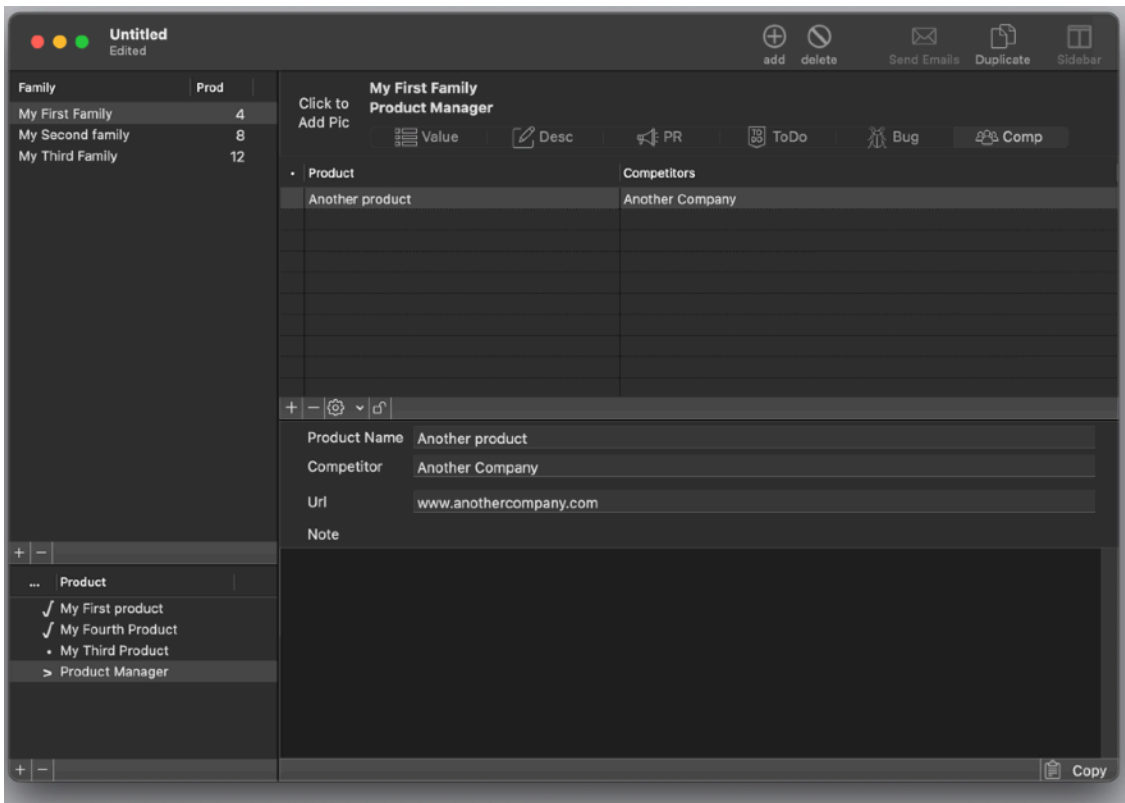 Untitled
Edited
add delete Send Emails Duplicate Sidebar
Family Prod
My First Family 4
My Second family 8
My Third Family 12
Click to
Add Pic
My First Family
Product Manager
Value Desc PR ToDo Bug Comp
• Product Competitors
Another product Another Company
Product Name Another product
Competitor Another Company
Url www.anothercompany.com
Note
... Product
√ My First product
√ My Fourth Product
• My Third Product
> Product Manager
Copy